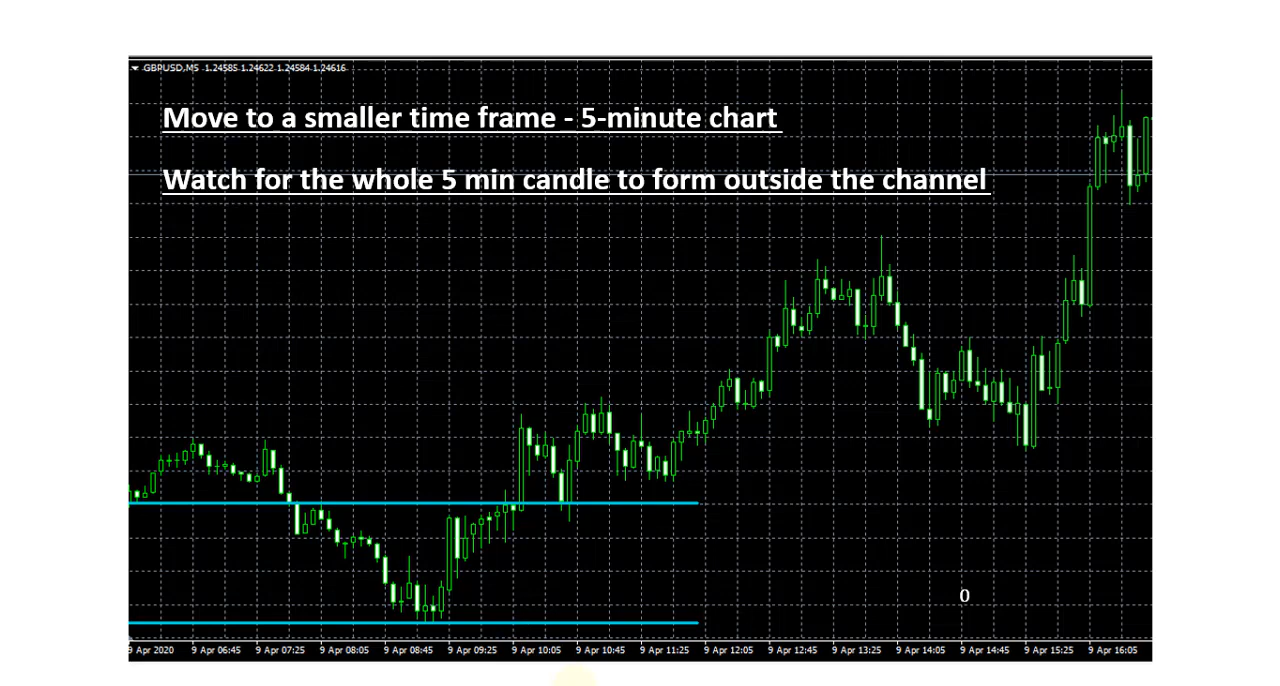 GBPUSD,M5 1.24585 1.24622 1.24584 1.24616
Move to a smaller time frame - 5-minute chart
Watch for the whole 5 min candle to form outside the channel
0
9 Apr 2020 9 Apr 06:45 9 Apr 07:25 9 Apr 08:05 9 Apr 08:45 9 Apr 09:25 9 Apr 10:05 9 Apr 10:45 9 Apr 11:25 9 Apr 12:05 9 Apr 12:45 9 Apr 13:25 9 Apr 14:05 9 Apr 14:45 9 Apr 15:25 9 Apr 16:05